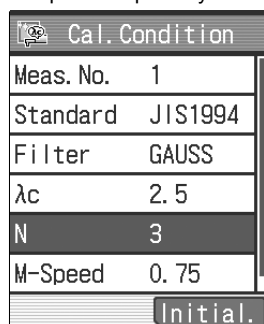 Cal. Condition
Meas. No. 1
Standard JIS1994
Filter GAUSS
λc 2.5
N 3
M-Speed 0.75
Initial.